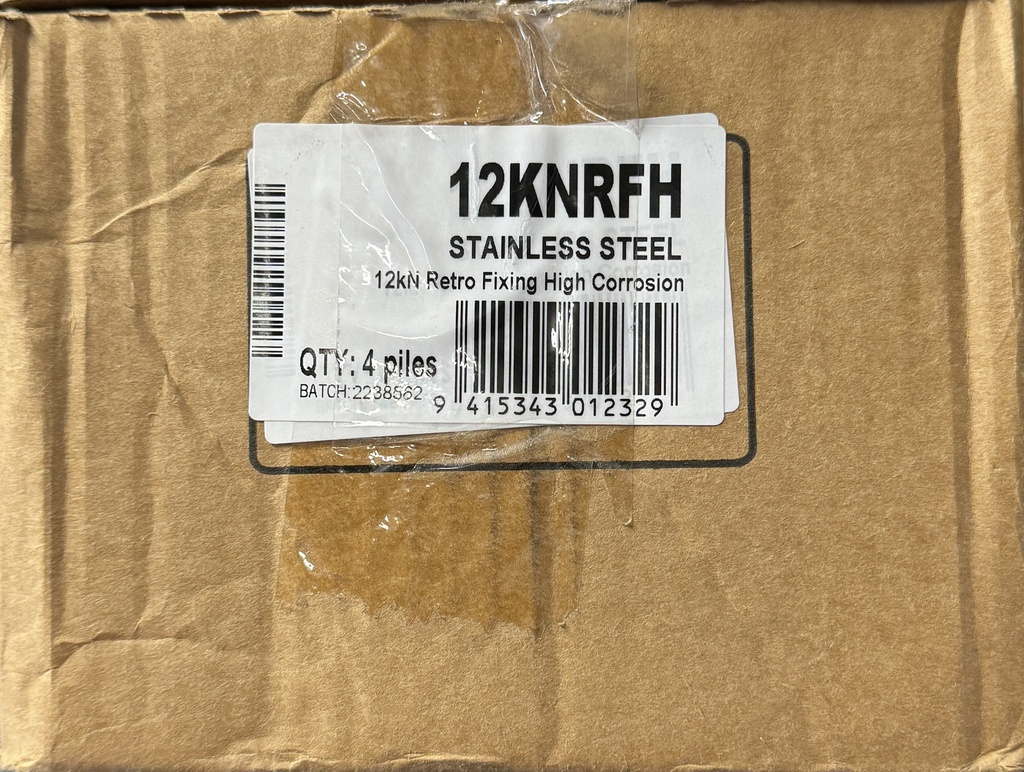 12KNRFH
STAINLESS STEEL
12kN Retro Fixing High Corrosion
QTY: 4 piles
BATCH:2238562
9 415343 012329